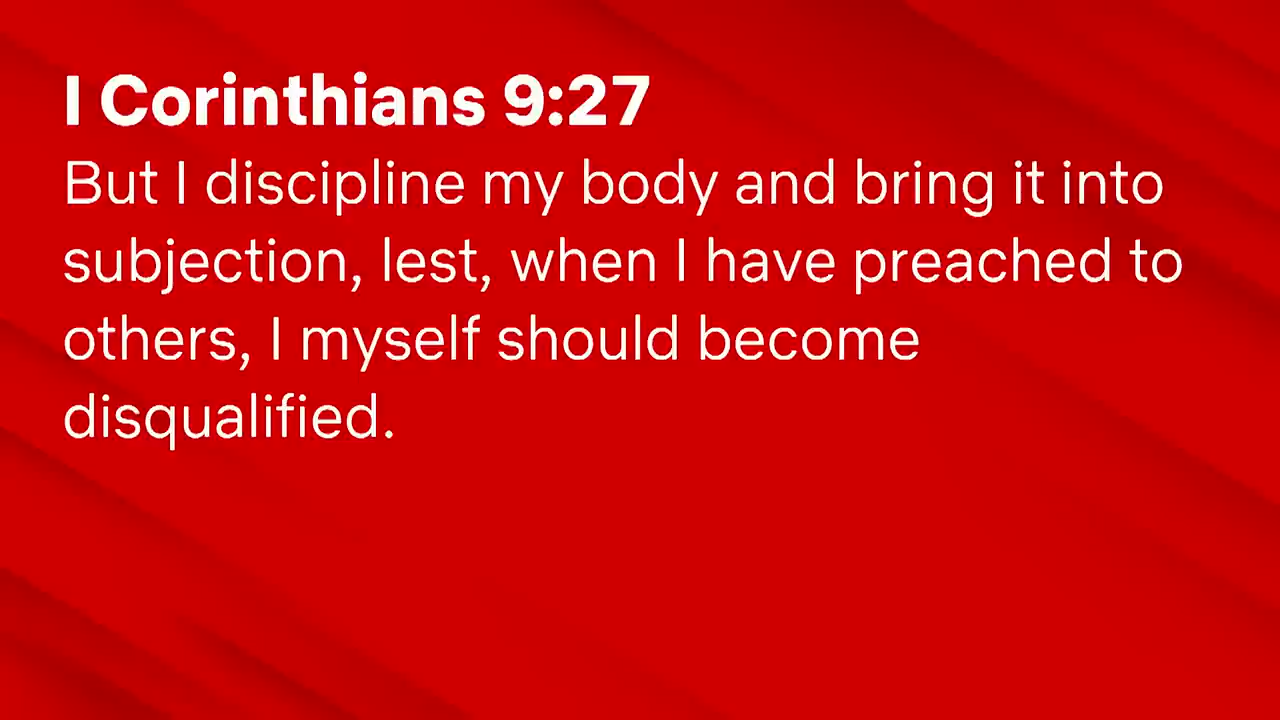 I Corinthians 9:27
But I discipline my body and bring it into
subjection, lest, when I have preached to
others, I myself should become
disqualified.